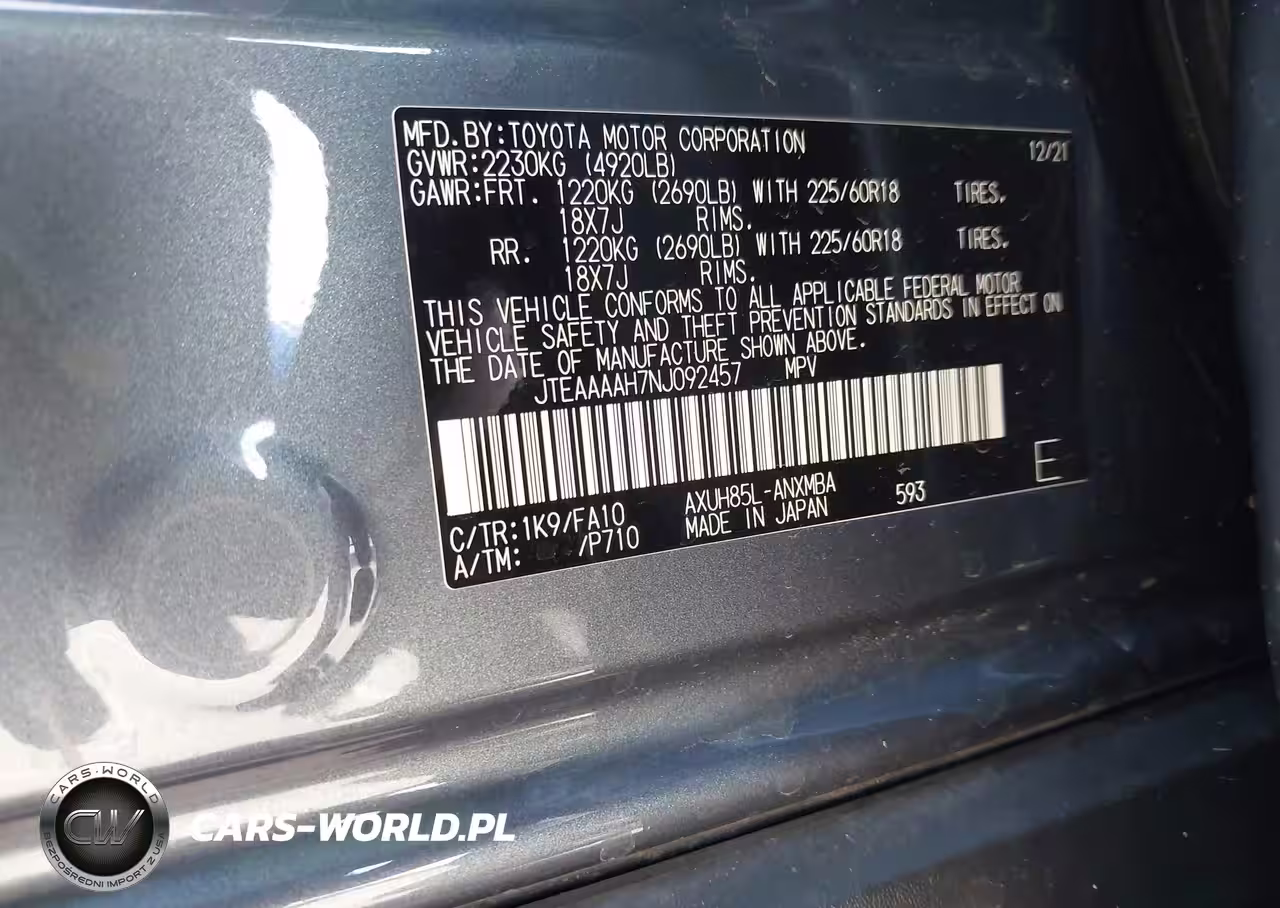 MFD.BY:TOYOTA MOTOR CORPORATION 12/21
GVWR:2230KG (4920LB)
GAWR:FRT. 1220KG (2690LB) WITH 225/60R18 TIRES.
18X7J RIMS.
RR. 1220KG (2690LB) WITH 225/60R18 TIRES.
18X7J RIMS.
THIS VEHICLE CONFORMS TO ALL APPLICABLE FEDERAL MOTOR
VEHICLE SAFETY AND THEFT PREVENTION STANDARDS IN EFFECT ON
THE DATE OF MANUFACTURE SHOWN ABOVE.
JTEAAAAH7NJ092457 MPV
C/TR:1K9/FA10 AXUH85L-ANXMBA 593 E
A/TM: /P710 MADE IN JAPAN
CARS-WORLD
CW
BEZPOŚREDNI IMPORT Z USA
CARS-WORLD.PL